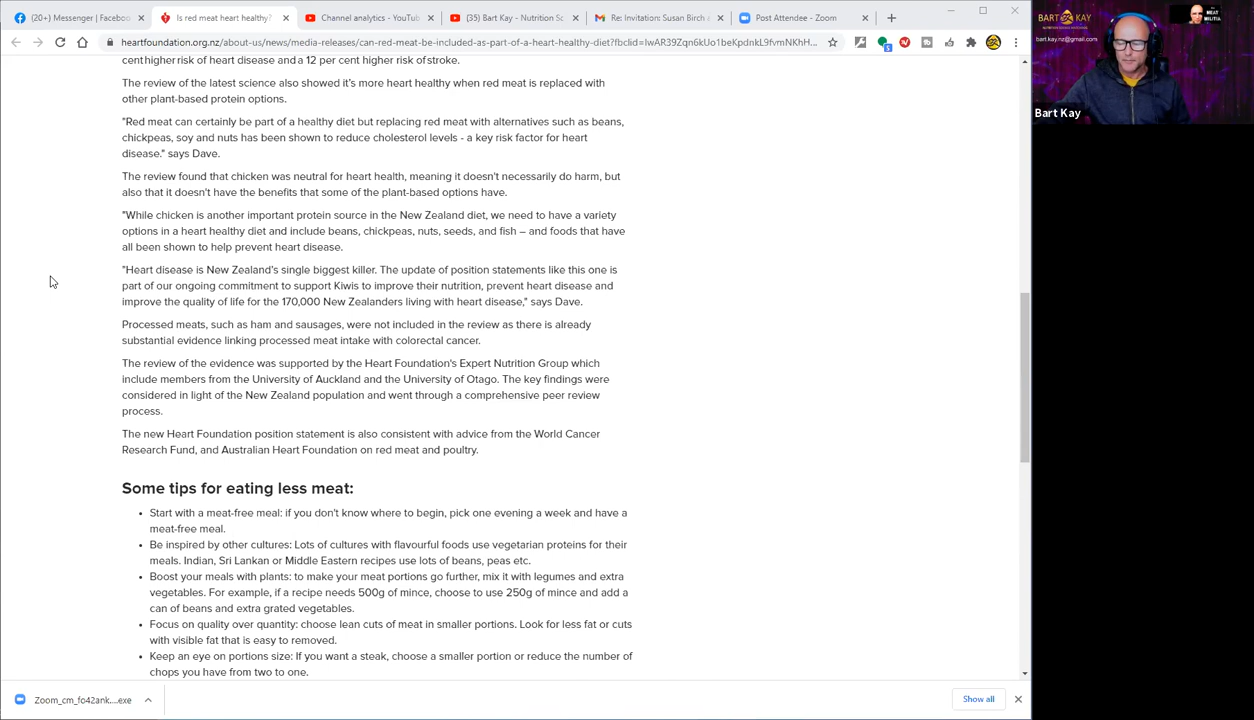 (20+) Messenger | Facebo
Is red meat heart healthy?
Channel analytics - YouTub
(35) Bart Kay - Nutrition Sc
Re: Invitation: Susan Birch
Post Attendee - Zoom
heartfoundation.org.nz/about-us/news/media-releases/can-red-meat-be-included-as-part-of-a-heart-healthy-diet?fbclid=IwAR39Zqn6kUo1beKpdnkL9fvmNKhH...
5
cent higher risk of heart disease and a 12 per cent higher risk of stroke.
The review of the latest science also showed it's more heart healthy when red meat is replaced with
other plant-based protein options.
"Red meat can certainly be part of a healthy diet but replacing red meat with alternatives such as beans,
chickpeas, soy and nuts has been shown to reduce cholesterol levels - a key risk factor for heart
disease." says Dave.
The review found that chicken was neutral for heart health, meaning it doesn't necessarily do harm, but
also that it doesn't have the benefits that some of the plant-based options have.
"While chicken is another important protein source in the New Zealand diet, we need to have a variety
options in a heart healthy diet and include beans, chickpeas, nuts, seeds, and fish – and foods that have
all been shown to help prevent heart disease.
"Heart disease is New Zealand's single biggest killer. The update of position statements like this one is
part of our ongoing commitment to support Kiwis to improve their nutrition, prevent heart disease and
improve the quality of life for the 170,000 New Zealanders living with heart disease," says Dave.
Processed meats, such as ham and sausages, were not included in the review as there is already
substantial evidence linking processed meat intake with colorectal cancer.
The review of the evidence was supported by the Heart Foundation's Expert Nutrition Group which
include members from the University of Auckland and the University of Otago. The key findings were
considered in light of the New Zealand population and went through a comprehensive peer review
process.
The new Heart Foundation position statement is also consistent with advice from the World Cancer
Research Fund, and Australian Heart Foundation on red meat and poultry.
Some tips for eating less meat:
• Start with a meat-free meal: if you don't know where to begin, pick one evening a week and have a
meat-free meal.
• Be inspired by other cultures: Lots of cultures with flavourful foods use vegetarian proteins for their
meals. Indian, Sri Lankan or Middle Eastern recipes use lots of beans, peas etc.
• Boost your meals with plants: to make your meat portions go further, mix it with legumes and extra
vegetables. For example, if a recipe needs 500g of mince, choose to use 250g of mince and add a
can of beans and extra grated vegetables.
• Focus on quality over quantity: choose lean cuts of meat in smaller portions. Look for less fat or cuts
with visible fat that is easy to removed.
• Keep an eye on portions size: If you want a steak, choose a smaller portion or reduce the number of
chops you have from two to one.
Zoom_cm_fo42ank....exe
Show all
BART KAY
bart.kay.nz@gmail.com
MEAT
MILITIA
Bart Kay